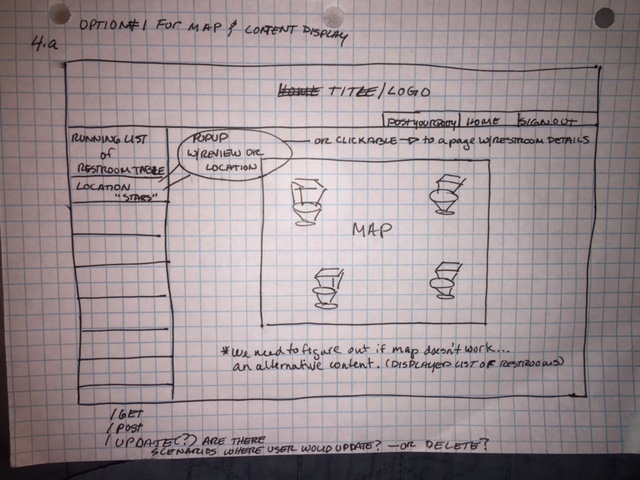 OPTION #1 FOR MAP & CONTENT DISPLAY
4.a
HOME TITLE/LOGO
POST YOUR POTTY HOME SIGN OUT
RUNNING LIST
of
RESTROOM TABLE
LOCATION
"STARS"
POPUP
W/REVIEW OR
LOCATION
— OR CLICKABLE → to a page W/RESTROOM DETAILS
MAP
*We need to figure out if map doesn't work...
an alternative content. (DISPLAYED LIST OF RESTROOMS)
/GET
/POST
/UPDATE(?) ARE THERE
SCENARIOS WHERE USER WOULD UPDATE? — OR DELETE?